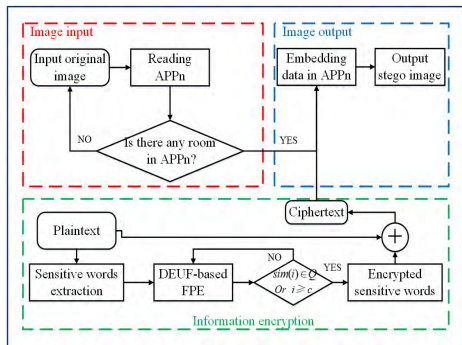 Image input
Image output
Input original
image
Reading
APPn
Embedding
data in APPn
Output
stego image
NO
Is there any room
in APPn?
YES
Ciphertext
Plaintext
+
NO
Sensitive words
extraction
DEUF-based
FPE
sim(i)∈Q
Or i≥c
YES
Encrypted
sensitive words
Information encryption